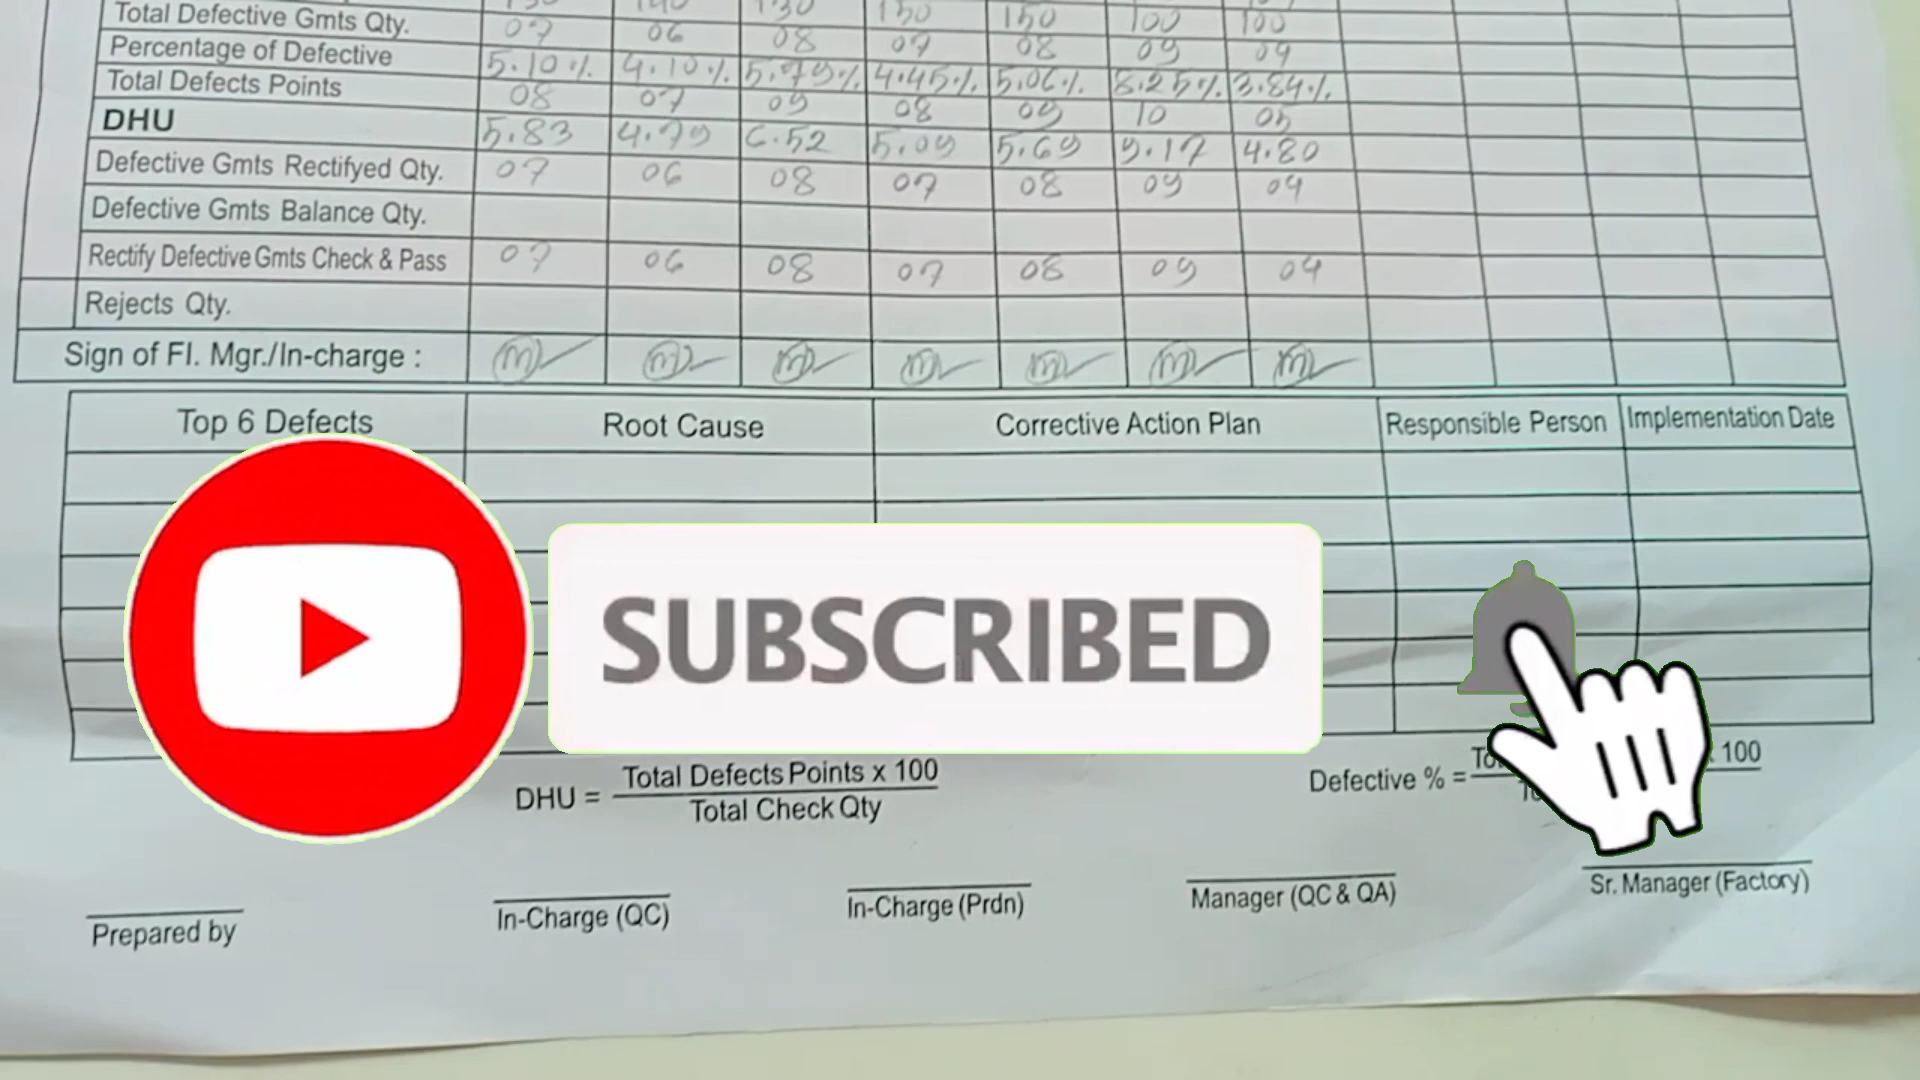 130 150 150 100 100
Total Defective Gmts Qty. 07 06 08 07 08 09 04
Percentage of Defective 5.10% 4.10% 5.79% 4.45% 5.06% 8.25% 3.84%
Total Defects Points 08 07 09 08 09 10 05
DHU 5.83 4.79 6.52 5.09 5.69 9.17 4.80
Defective Gmts Rectifyed Qty. 07 06 08 07 08 09 04
Defective Gmts Balance Qty.
Rectify Defective Gmts Check & Pass 07 06 08 07 08 09 04
Rejects Qty.
Sign of Fl. Mgr./In-charge :
Top 6 Defects Root Cause Corrective Action Plan Responsible Person Implementation Date
SUBSCRIBED
DHU = Total Defects Points x 100
Total Check Qty
Defective % = 100
Prepared by In-Charge (QC) In-Charge (Prdn) Manager (QC & QA) Sr. Manager (Factory)